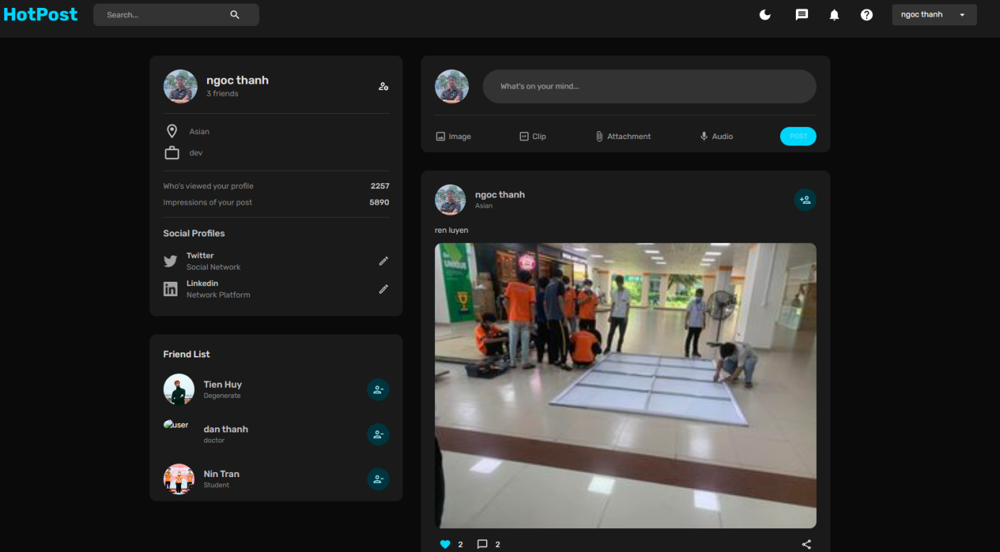 HotPost
Search...
ngoc thanh
ngoc thanh
3 friends
Asian
dev
Who's viewed your profile 2257
Impressions of your post 5890
Social Profiles
Twitter
Social Network
Linkedin
Network Platform
Friend List
Tien Huy
Degenerate
user
dan thanh
doctor
Nin Tran
Student
What's on your mind...
Image Clip Attachment Audio POST
ngoc thanh
Asian
ren luyen
UNIQUE
2 2